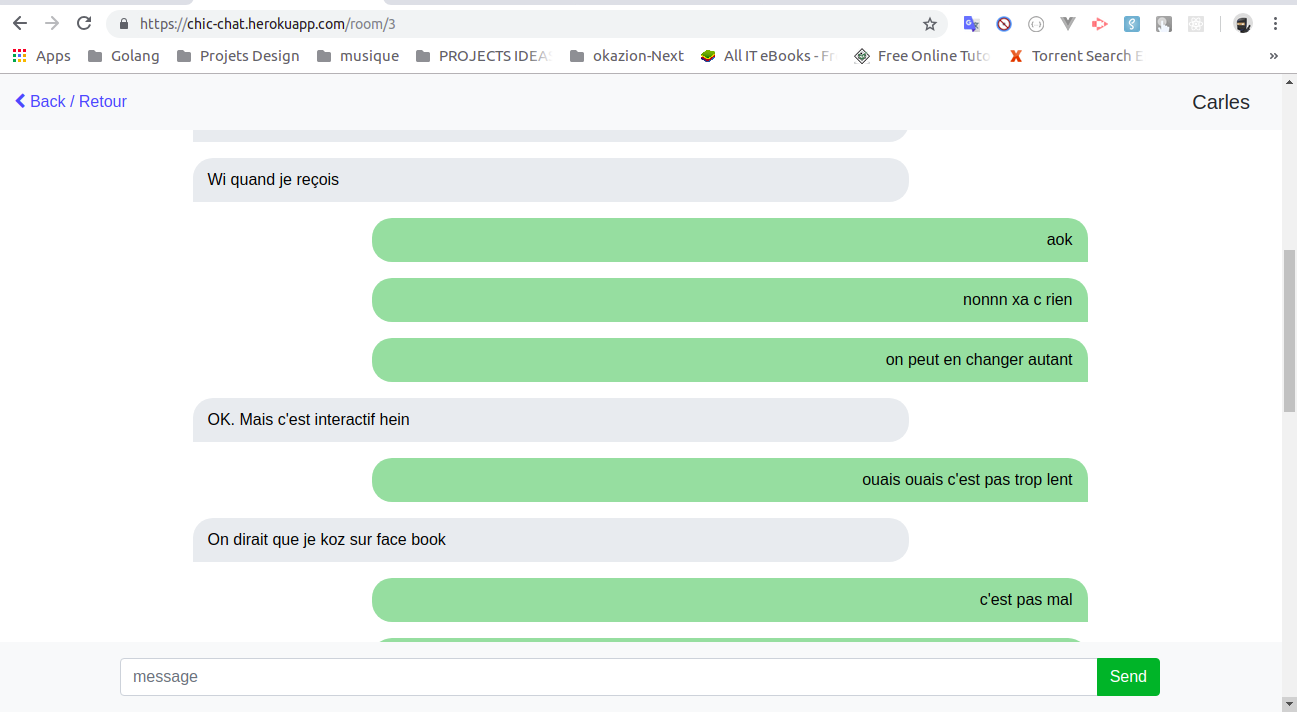 https://chic-chat.herokuapp.com/room/3
Apps Golang Projets Design musique PROJECTS IDEAS okazion-Next All IT eBooks - Fr Free Online Tuto Torrent Search E »
Back / Retour
Carles
Wi quand je reçois
aok
nonnn xa c rien
on peut en changer autant
OK. Mais c'est interactif hein
ouais ouais c'est pas trop lent
On dirait que je koz sur face book
c'est pas mal
message
Send